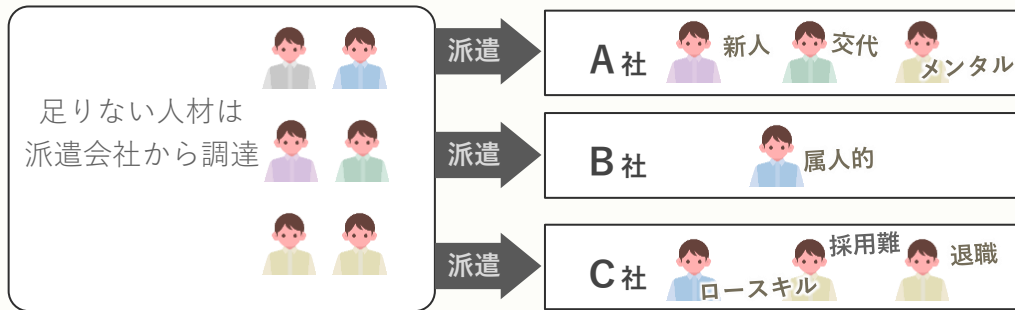 足りない人材は
派遣会社から調達
派遣
A社
新人
交代
メンタル
派遣
B社
属人的
派遣
C社
ロースキル
採用難
退職